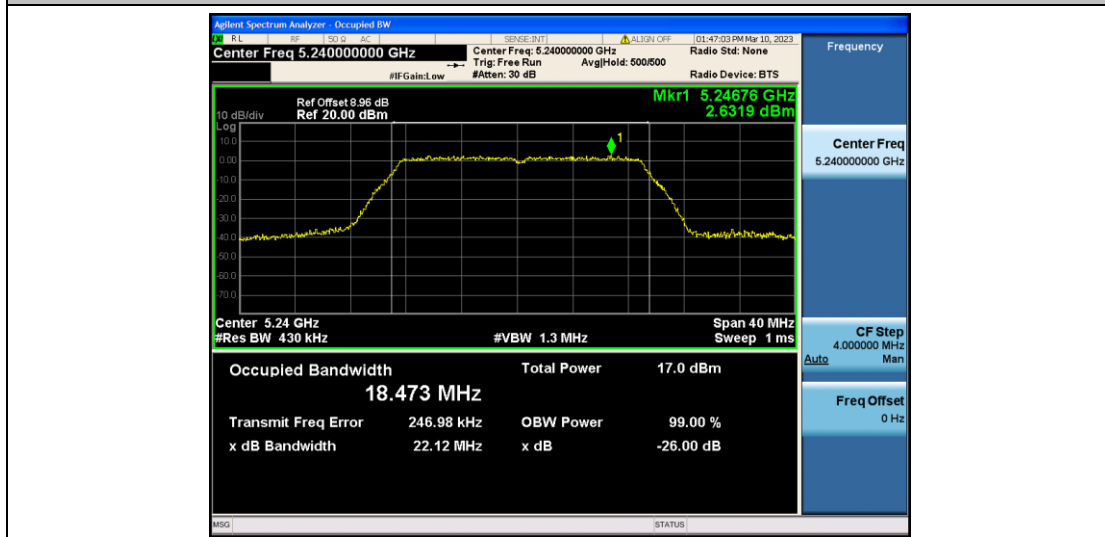 Agilent Spectrum Analyzer - Occupied BW
RL RF 50 Ω AC SENSE:INT ALIGN OFF 01:47:03 PM Mar 10, 2023
Center Freq 5.240000000 GHz Center Freq: 5.240000000 GHz Radio Std: None
Trig: Free Run Avg|Hold: 500/500
#IFGain:Low #Atten: 30 dB Radio Device: BTS
Frequency
Ref Offset 8.96 dB Mkr1 5.24676 GHz
10 dB/div Ref 20.00 dBm 2.6319 dBm
Log
10.0
0.00
-10.0
-20.0
-30.0
-40.0
-50.0
-60.0
-70.0
1
Center 5.24 GHz Span 40 MHz
#Res BW 430 kHz #VBW 1.3 MHz Sweep 1 ms
Occupied Bandwidth Total Power 17.0 dBm
18.473 MHz
Transmit Freq Error 246.98 kHz OBW Power 99.00 %
x dB Bandwidth 22.12 MHz x dB -26.00 dB
Center Freq
5.240000000 GHz
CF Step
4.000000 MHz
Auto Man
Freq Offset
0 Hz
MSG STATUS